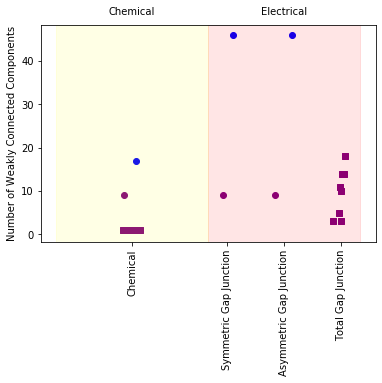 Chemical
Electrical
Number of Weakly Connected Components
40
30
20
10
0
Chemical
Symmetric Gap Junction
Asymmetric Gap Junction
Total Gap Junction